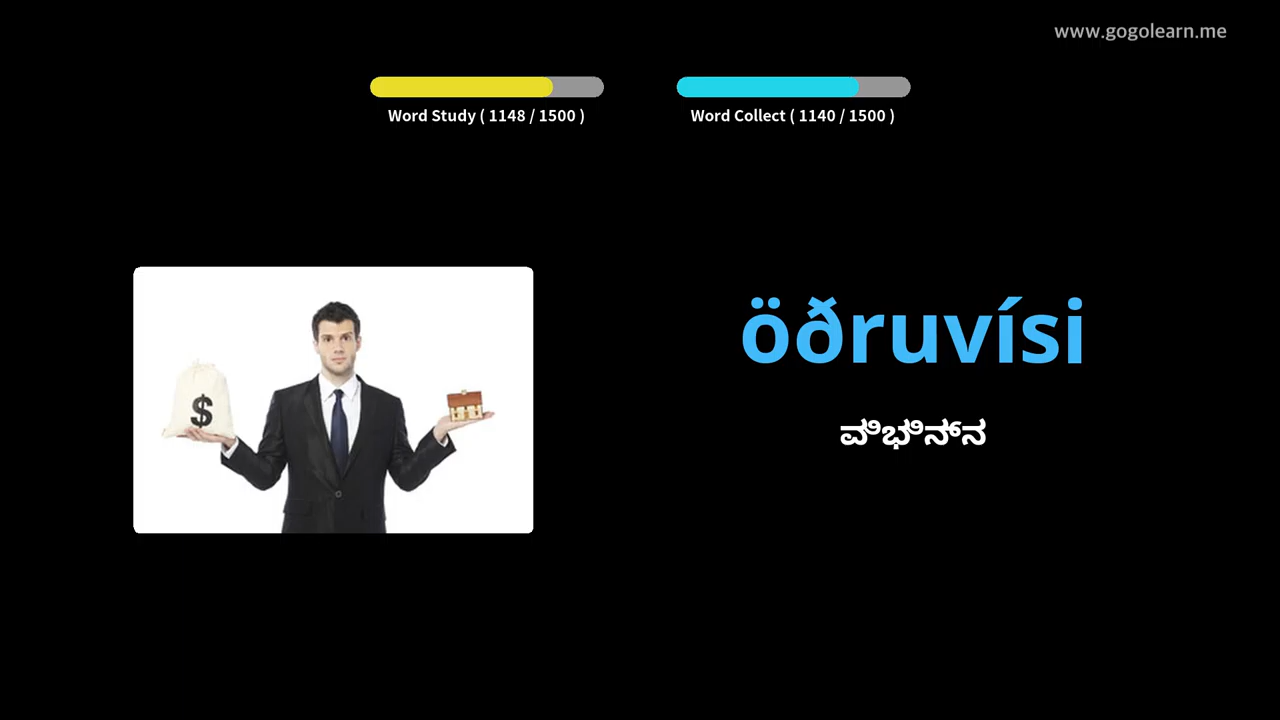 www.gogolearn.me
Word Study ( 1148 / 1500 )
Word Collect ( 1140 / 1500 )
$
öðruvísi
ವಿಭಿನ್ನ